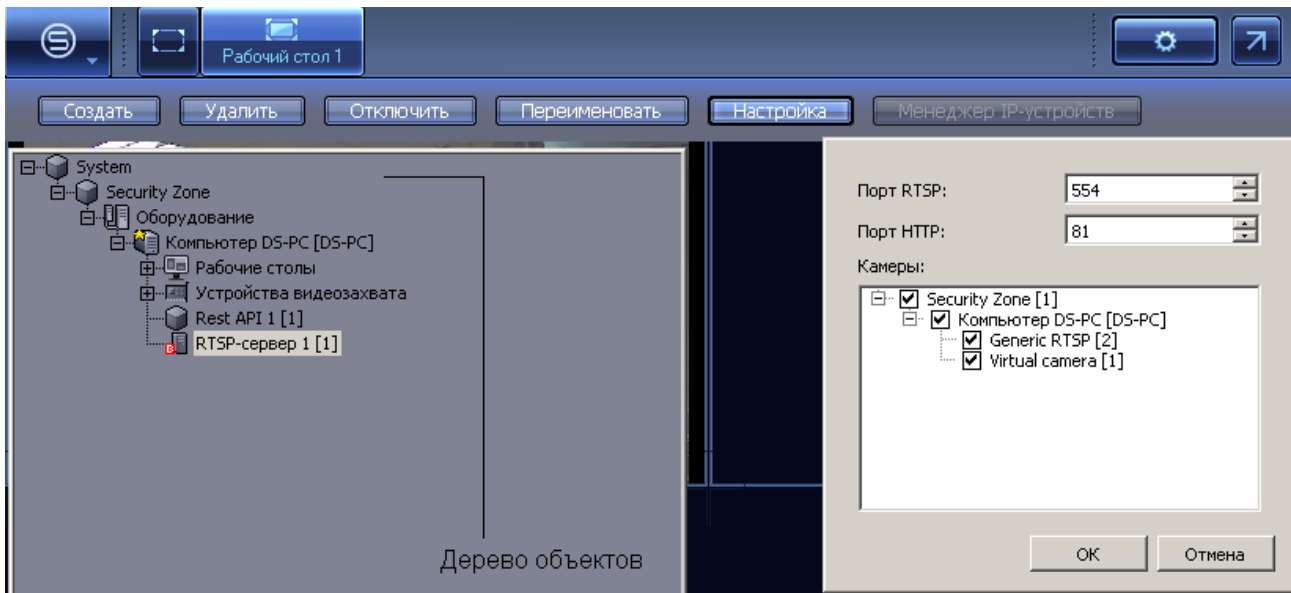 Рабочий стол 1
Создать Удалить Отключить Переименовать Настройка Менеджер IP-устройств
System
Security Zone
Оборудование
Компьютер DS-PC [DS-PC]
Рабочие столы
Устройства видеозахвата
Rest API 1 [1]
RTSP-сервер 1 [1]
Дерево объектов
Порт RTSP: 554
Порт HTTP: 81
Камеры:
Security Zone [1]
Компьютер DS-PC [DS-PC]
Generic RTSP [2]
Virtual camera [1]
OK Отмена